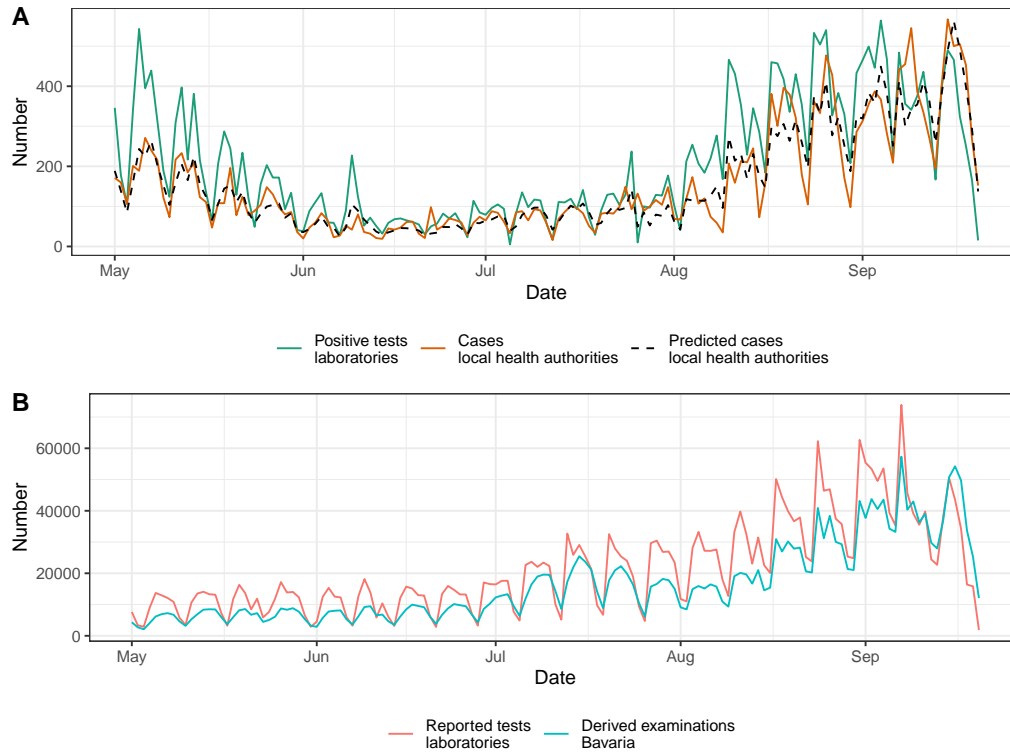 A
Number
400
200
0
May
Jun
Jul
Aug
Sep
Date
Positive tests
laboratories
Cases
local health authorities
Predicted cases
local health authorities
B
Number
60000
40000
20000
0
May
Jun
Jul
Aug
Sep
Date
Reported tests
laboratories
Derived examinations
Bavaria